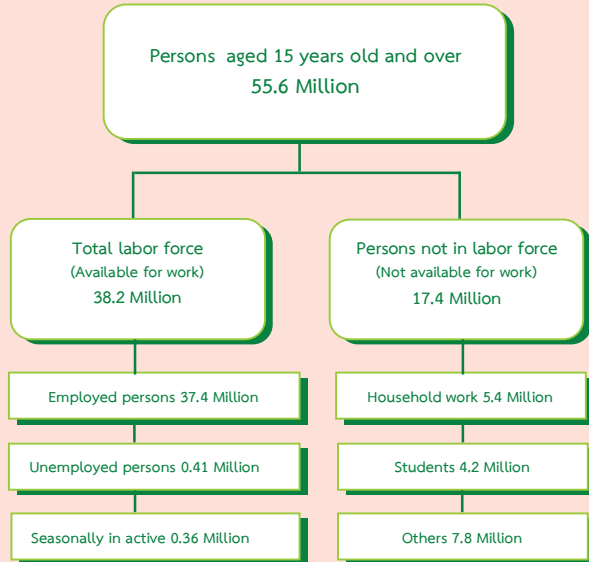 Persons aged 15 years old and over
55.6 Million
Total labor force
(Available for work)
38.2 Million
Persons not in labor force
(Not available for work)
17.4 Million
Employed persons 37.4 Million
Household work 5.4 Million
Unemployed persons 0.41 Million
Students 4.2 Million
Seasonally in active 0.36 Million
Others 7.8 Million